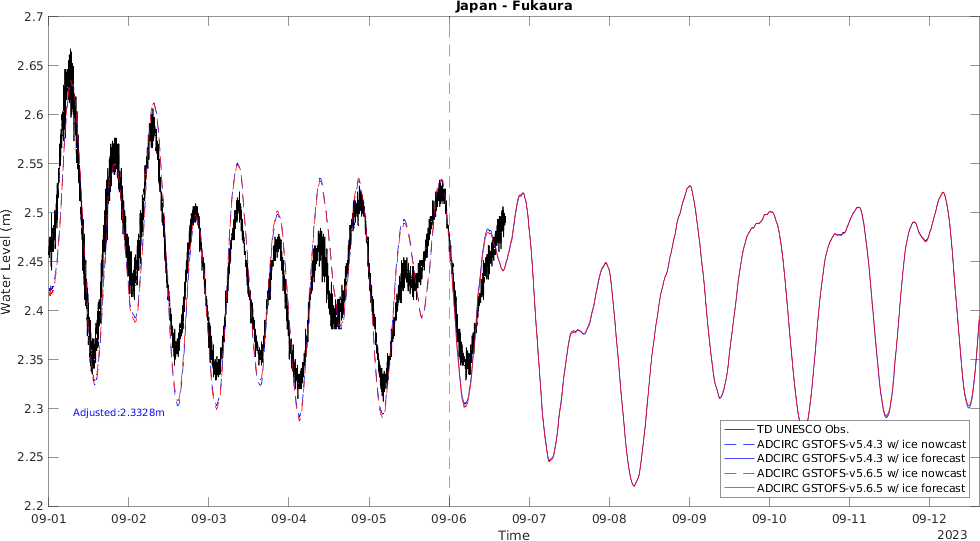 Japan - Fukaura
2.7
2.65
2.6
2.55
2.5
2.45
2.4
2.35
2.3
2.25
2.2
Water Level (m)
Adjusted:2.3328m
TD UNESCO Obs.
ADCIRC GSTOFS-v5.4.3 w/ ice nowcast
ADCIRC GSTOFS-v5.4.3 w/ ice forecast
ADCIRC GSTOFS-v5.6.5 w/ ice nowcast
ADCIRC GSTOFS-v5.6.5 w/ ice forecast
09-01 09-02 09-03 09-04 09-05 09-06 09-07 09-08 09-09 09-10 09-11 09-12
Time
2023